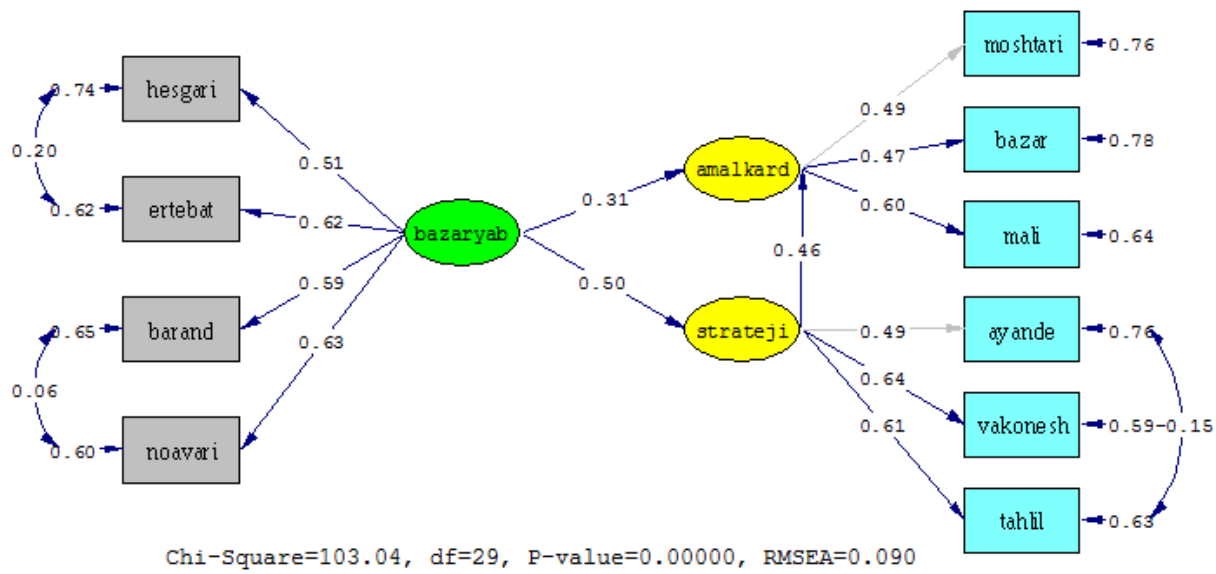 moshtari
0.76
0.74
hesgari
0.49
bazar
0.78
0.20
0.51
0.47
amalkard
0.62
ertebat
0.62
0.31
0.60
bazaryab
mali
0.64
0.46
0.59
0.50
0.65
barand
strateji
0.49
ayande
0.76
0.63
0.06
0.64
0.61
vakonesh
0.59
-0.15
0.60
noavari
tahlil
0.63
Chi-Square=103.04, df=29, P-value=0.00000, RMSEA=0.090